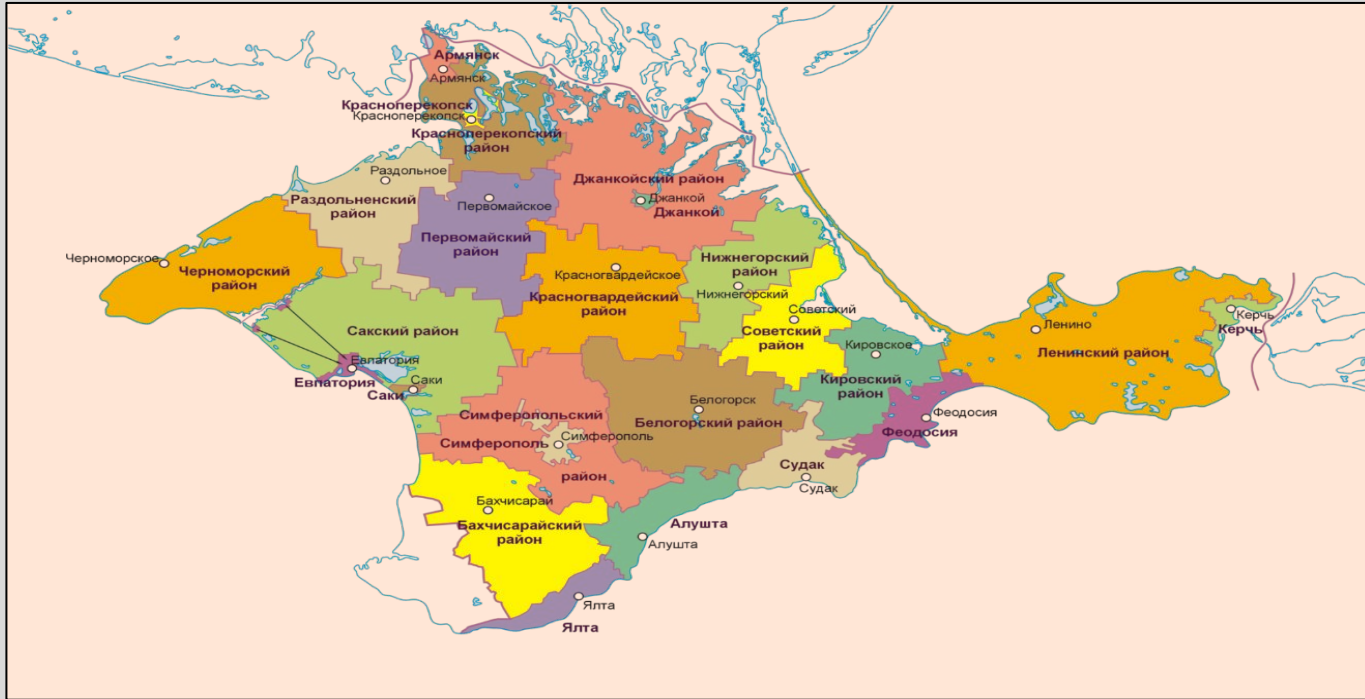 Армянск
Армянск
Красноперекопск
Красноперекопск
Красноперекопский
район
Раздольное
Раздольненский
район
Джанкойский район
Джанкой
Джанкой
Первомайское
Первомайский
район
Черноморское
Черноморский
район
Красногвардейское
Красногвардейский
район
Нижнегорский
район
Нижнегорский
Советский
Советский
район
Сакский район
Евлатория
Евпатория
Саки
Саки
Кировское
Кировский
район
Ленино
Ленинский район
Керчь
Керчь
Симферопольский
Симферополь
Симферополь
район
Белогорск
Белогорский район
Феодосия
Феодосия
Судак
Судак
Бахчисарай
Бахчисарайский
район
Алушта
Алушта
Ялта
Ялта